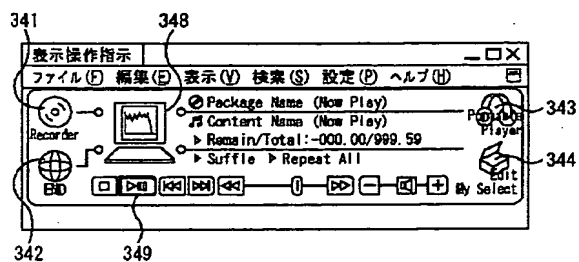 341
348
表示操作指示
ファイル(F) 編集(E) 表示(V) 検索(S) 設定(P) ヘルプ(H)
Package Name (Now Play)
Content Name (Now Play)
Remain/Total:-000.00/999.59
Suffle Repeat All
Recorder
END
Player
Edit
My Select
343
344
342
349